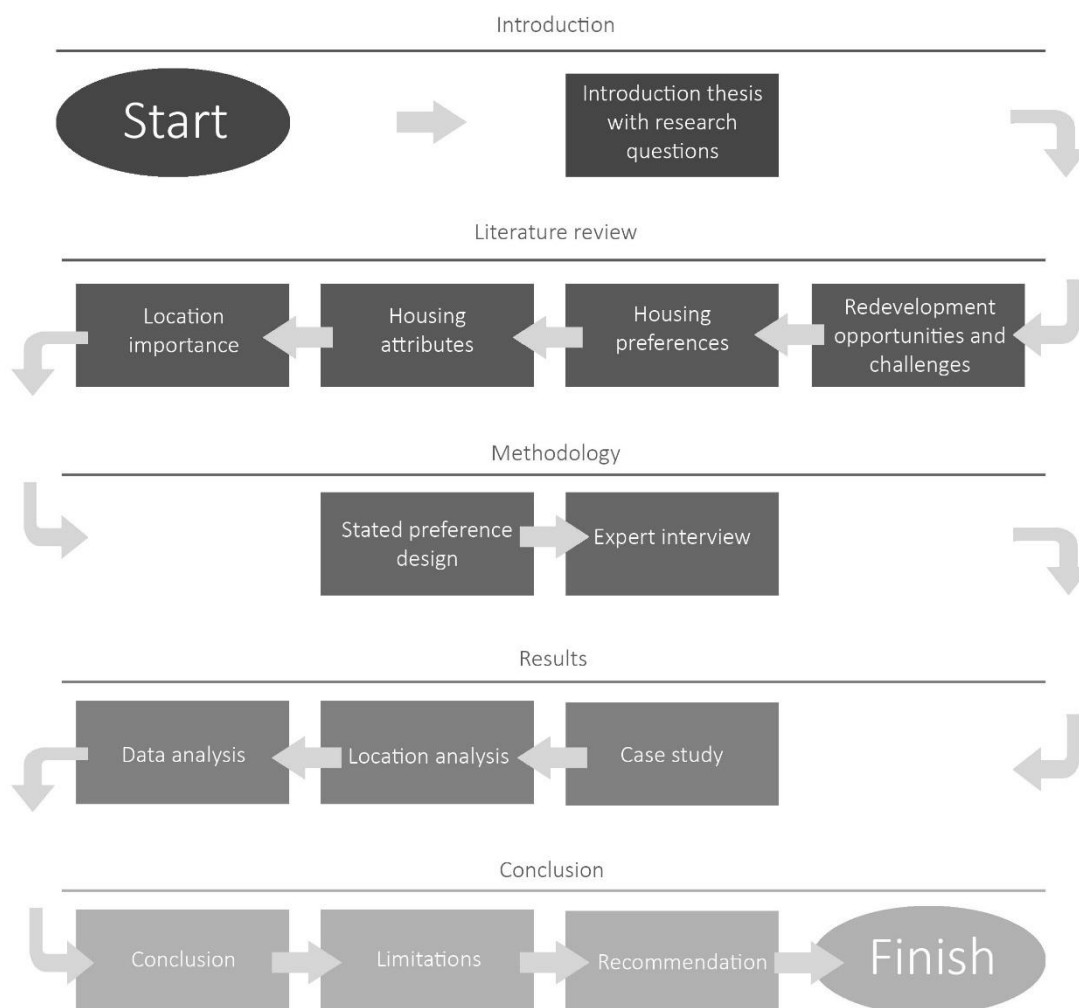 Introduction
Start
Introduction thesis
with research
questions
Literature review
Location
importance
Housing
attributes
Housing
preferences
Redevelopment
opportunities and
challenges
Methodology
Stated preference
design
Expert interview
Results
Data analysis
Location analysis
Case study
Conclusion
Conclusion
Limitations
Recommendation
Finish